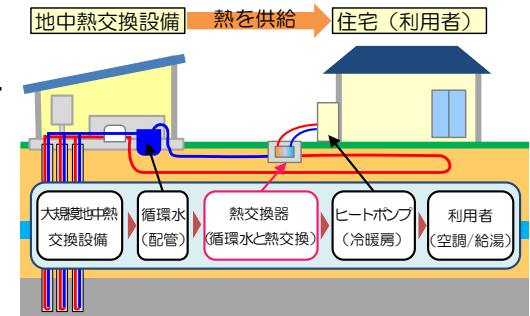 地中熱交換設備
熱を供給
住宅（利用者）
大規模地中熱
交換設備
循環水
（配管）
熱交換器
（循環水と熱交換）
ヒートポンプ
（冷暖房）
利用者
（空調/給湯）